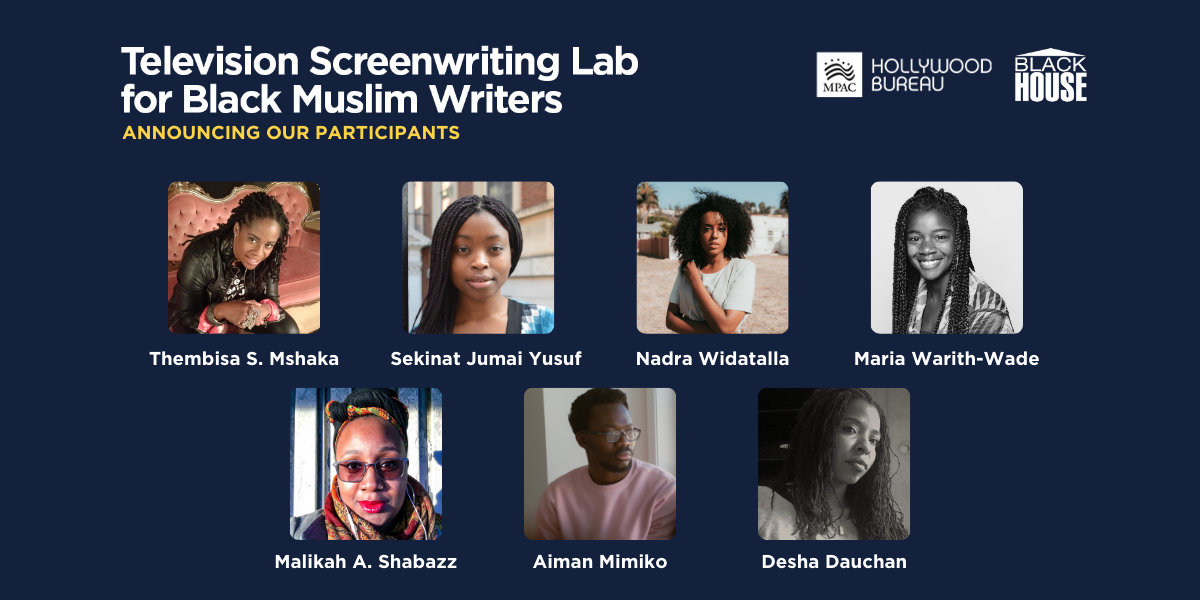 Television Screenwriting Lab
for Black Muslim Writers
ANNOUNCING OUR PARTICIPANTS
MPAC
HOLLYWOOD
BUREAU
BLACK
HOUSE
Thembisa S. Mshaka
Sekinat Jumai Yusuf
Nadra Widatalla
Maria Warith-Wade
Malikah A. Shabazz
Aiman Mimiko
Desha Dauchan